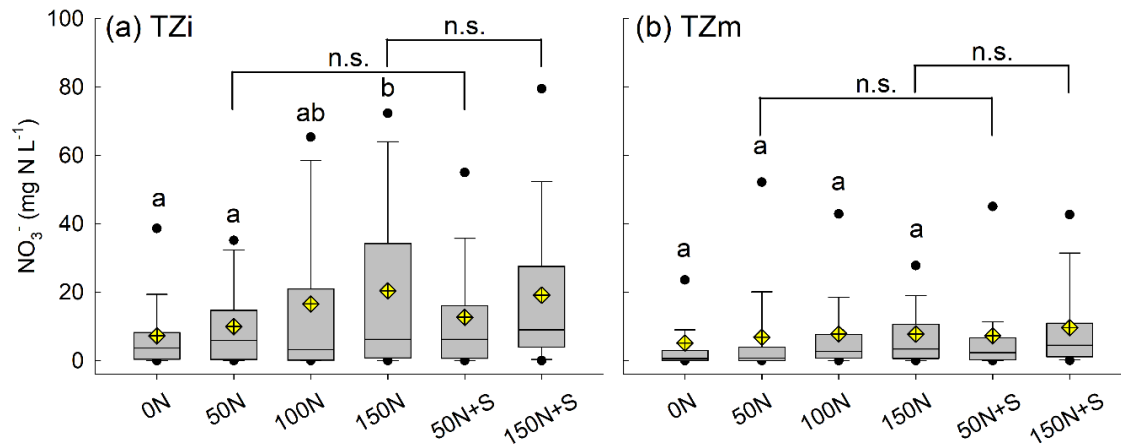 (a) TZi
(b) TZm
NO₃⁻ (mg N L⁻¹)
100
80
60
40
20
0
n.s.
n.s.
n.s.
n.s.
a
a
ab
b
a
a
a
a
0N
50N
100N
150N
50N+S
150N+S
0N
50N
100N
150N
50N+S
150N+S